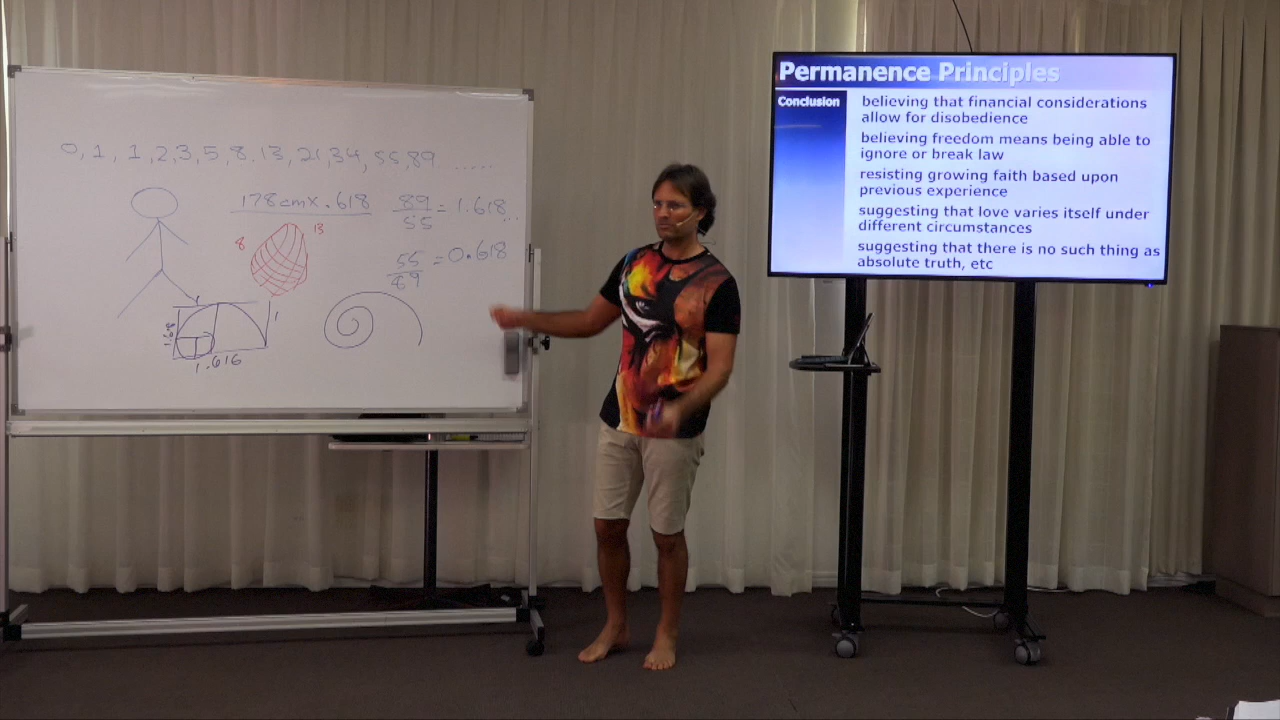 0, 1, 1, 2, 3, 5, 8, 13, 21, 34, 55, 89 .....
178cm x .618
89/55 = 1.618...
8
13
55/89 = 0.618
1
1.616
Permanence Principles
Conclusion
believing that financial considerations
allow for disobedience
believing freedom means being able to
ignore or break law
resisting growing faith based upon
previous experience
suggesting that love varies itself under
different circumstances
suggesting that there is no such thing as
absolute truth, etc